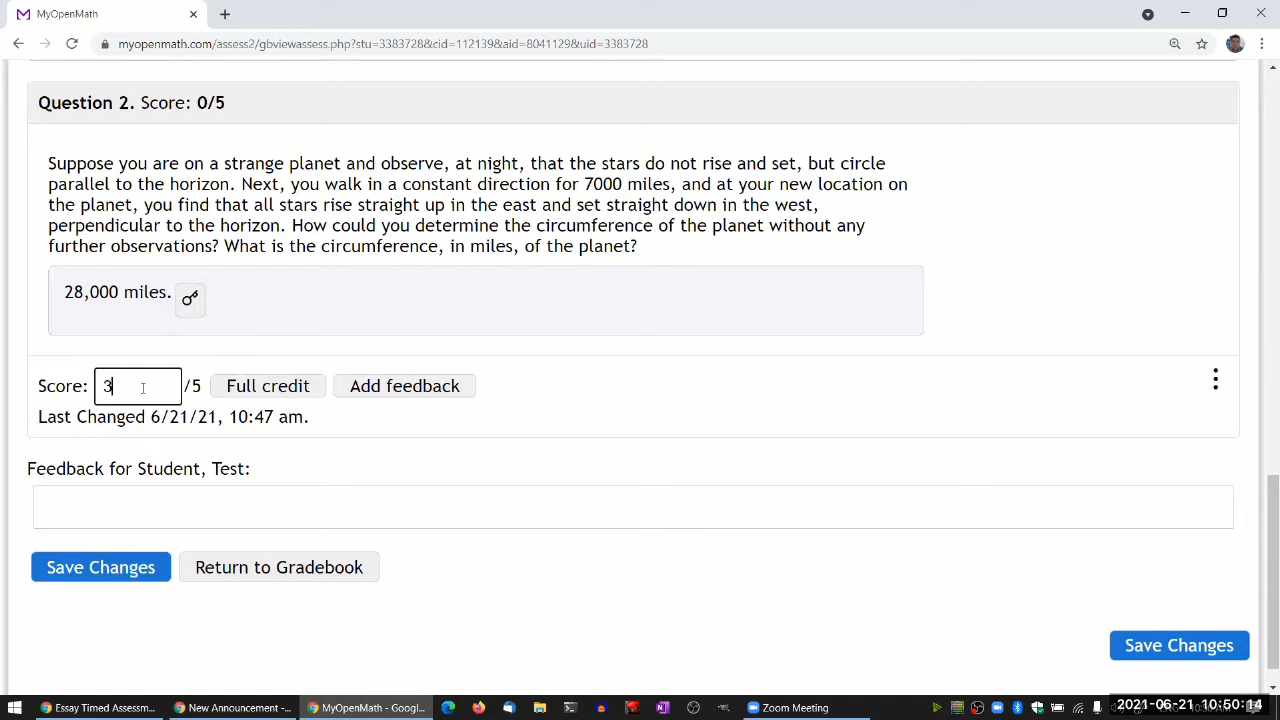 MyOpenMath
myopenmath.com/assess2/gbviewassess.php?stu=3383728&cid=112139&aid=8041129&uid=3383728
Question 2. Score: 0/5
Suppose you are on a strange planet and observe, at night, that the stars do not rise and set, but circle
parallel to the horizon. Next, you walk in a constant direction for 7000 miles, and at your new location on
the planet, you find that all stars rise straight up in the east and set straight down in the west,
perpendicular to the horizon. How could you determine the circumference of the planet without any
further observations? What is the circumference, in miles, of the planet?
28,000 miles.
Score: 3 /5 Full credit Add feedback
Last Changed 6/21/21, 10:47 am.
Feedback for Student, Test:
Save Changes Return to Gradebook
Save Changes
Essay Timed Assessm... New Announcement -... MyOpenMath - Googl... Zoom Meeting 2021-06-21 10:50:14